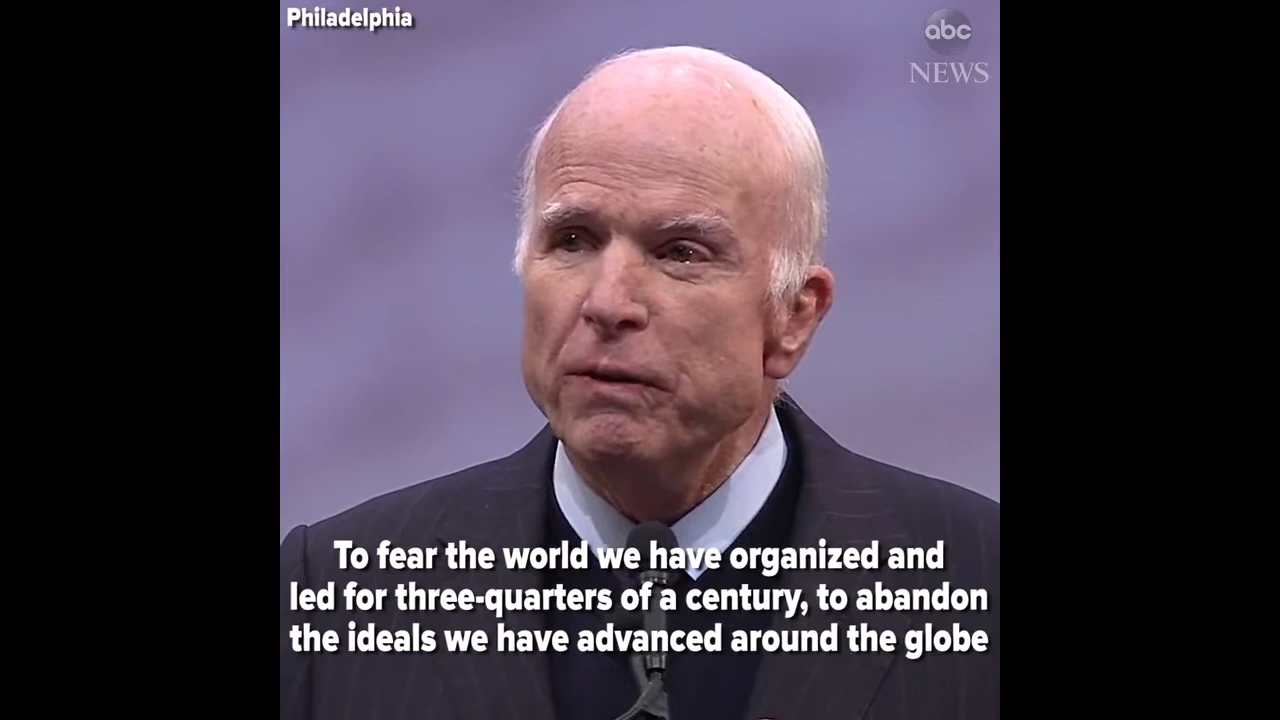 Philadelphia
abc
NEWS
To fear the world we have organized and
led for three-quarters of a century, to abandon
the ideals we have advanced around the globe